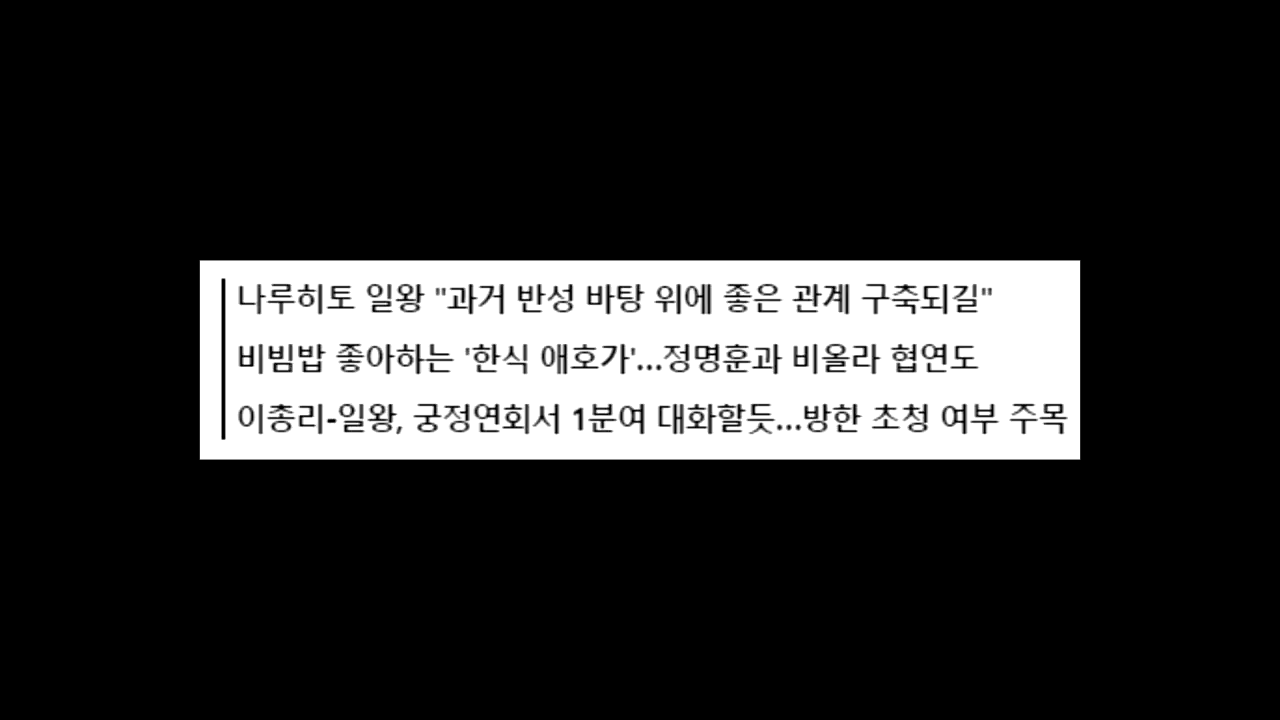 나루히토 일왕 "과거 반성 바탕 위에 좋은 관계 구축되길"
비빔밥 좋아하는 '한식 애호가'...정명훈과 비올라 협연도
이총리-일왕, 궁정연회서 1분여 대화할듯...방한 초청 여부 주목